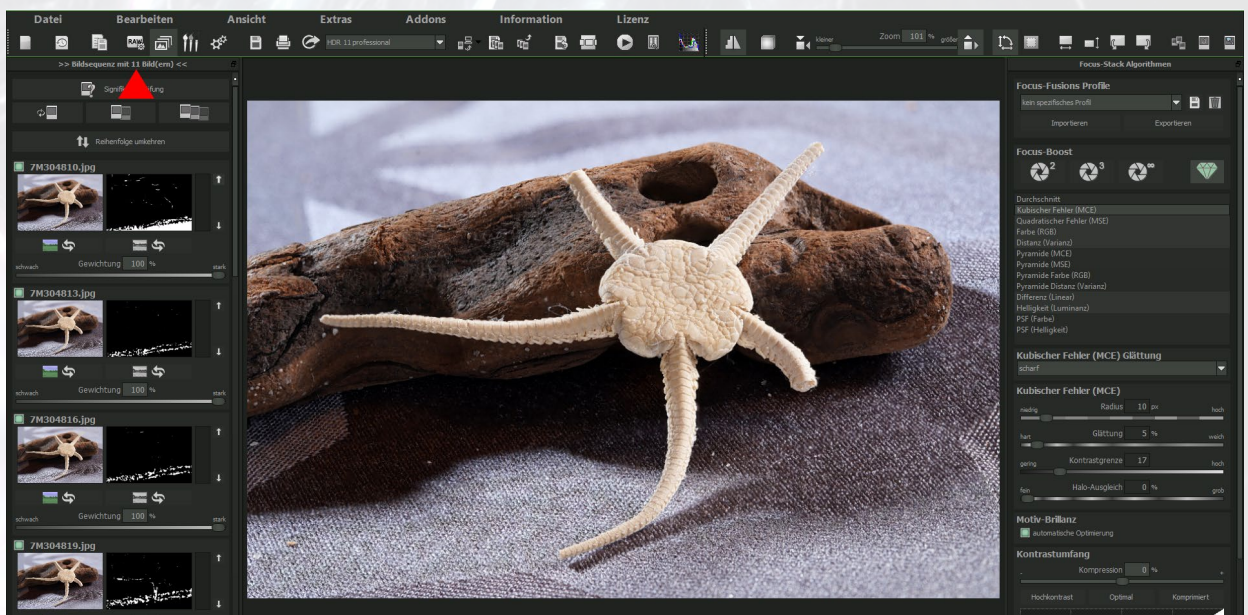 Datei Bearbeiten Ansicht Extras Addons Information Lizenz
RAW HDR 11 professional kleiner Zoom 101 % größer
>> Bildsequenz mit 11 Bild(ern) <<
Reihenfolge umkehren
7M304810.jpg
Gewichtung 100 %
schwach stark
7M304813.jpg
Gewichtung 100 %
schwach stark
7M304816.jpg
Gewichtung 100 %
schwach stark
7M304819.jpg
Focus-Stack Algorithmen
Focus-Fusions Profile
kein spezifisches Profil
Importieren Exportieren
Focus-Boost
2 3 ∞
Durchschnitt
Kubischer Fehler (MCE)
Quadratischer Fehler (MSE)
Farbe (RGB)
Distanz (Varianz)
Pyramide (MCE)
Pyramide (MSE)
Pyramide Farbe (RGB)
Pyramide Distanz (Varianz)
Differenz (Linear)
Helligkeit (Luminanz)
PSF (Farbe)
PSF (Helligkeit)
Kubischer Fehler (MCE) Glättung
scharf
Kubischer Fehler (MCE)
Radius 10 px
niedrig hoch
Glättung 5 %
hart weich
Kontrastgrenze 17
gering hoch
Halo-Ausgleich 0 %
fein grob
Motiv-Brillanz
automatische Optimierung
Kontrastumfang
Kompression 0 %
- +
Hochkontrast Optimal Komprimiert